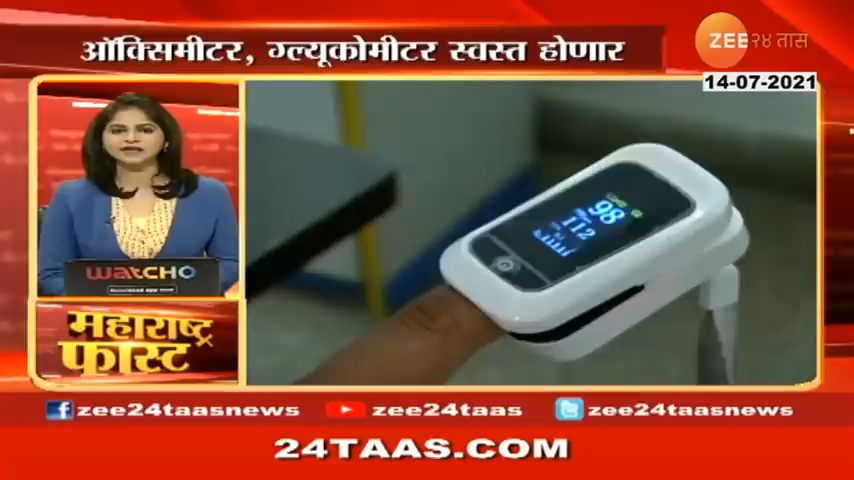 ऑक्सिमीटर, ग्ल्यूकोमीटर स्वस्त होणार
ZEE २४ तास
14-07-2021
98
112
WATCHO
महाराष्ट्र
फास्ट
zee24taasnews
zee24taas
zee24taasnews
24TAAS.COM